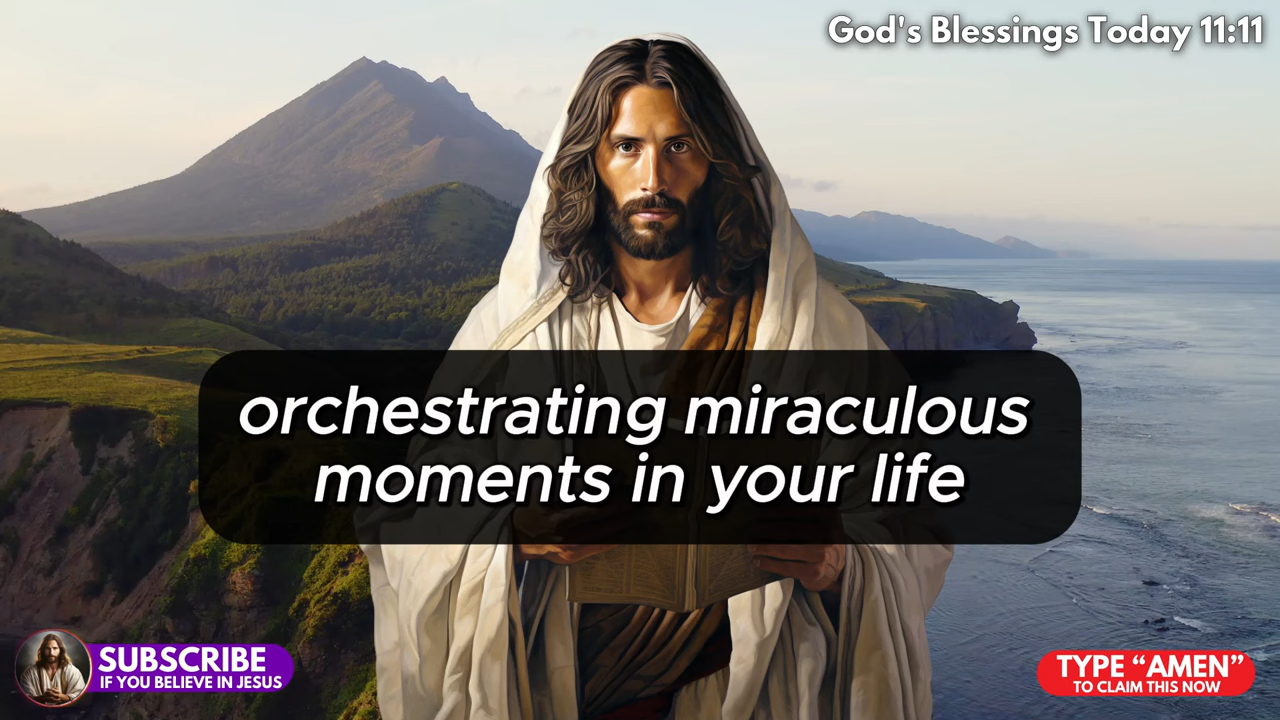 God's Blessings Today 11:11
orchestrating miraculous
moments in your life
SUBSCRIBE
IF YOU BELIEVE IN JESUS
TYPE “AMEN”
TO CLAIM THIS NOW